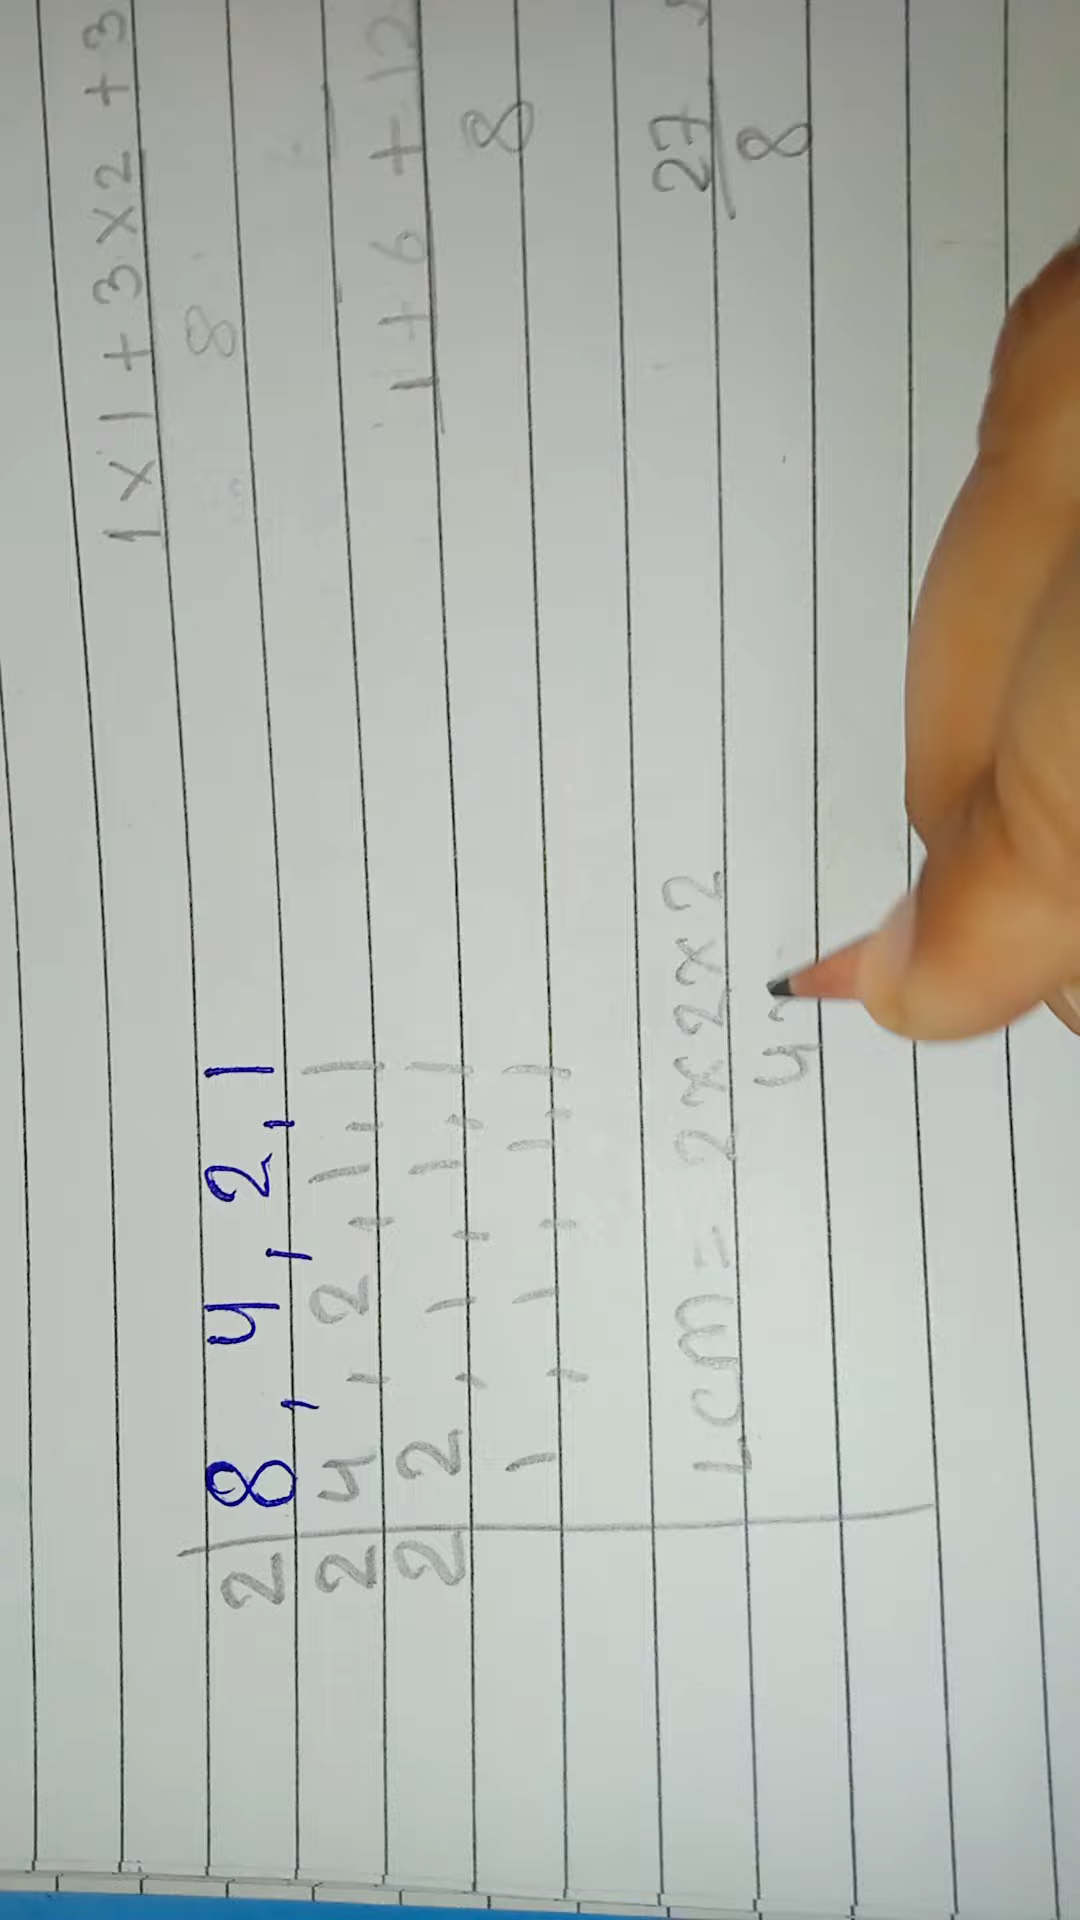 1 x 1 + 3 x 2 + 3
8
1 + 6 + 12
8
27
8
2 8 , 4 , 2 , 1
2 4 , 2 , 1 , 1
2 2 , 1 , 1 , 1
1 , 1 , 1 , 1
LCM = 2 x 2 x 2
4 x